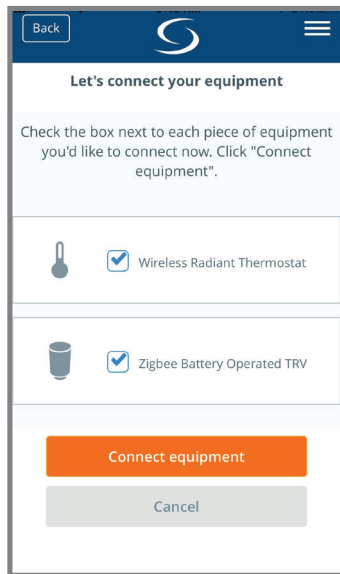 Back
Let's connect your equipment
Check the box next to each piece of equipment
you'd like to connect now. Click "Connect
equipment".
Wireless Radiant Thermostat
Zigbee Battery Operated TRV
Connect equipment
Cancel